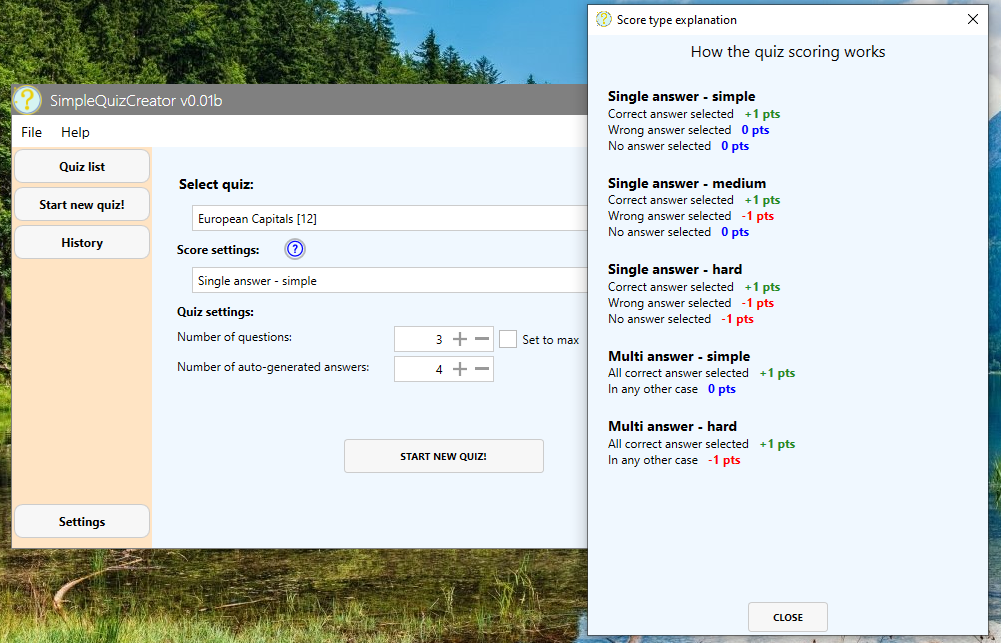 SimpleQuizCreator v0.01b
File Help
Quiz list
Start new quiz!
History
Settings
Select quiz:
European Capitals [12]
Score settings: ?
Single answer - simple
Quiz settings:
Number of questions: 3 Set to max
Number of auto-generated answers: 4
START NEW QUIZ!
Score type explanation
How the quiz scoring works
Single answer - simple
Correct answer selected +1 pts
Wrong answer selected 0 pts
No answer selected 0 pts
Single answer - medium
Correct answer selected +1 pts
Wrong answer selected -1 pts
No answer selected 0 pts
Single answer - hard
Correct answer selected +1 pts
Wrong answer selected -1 pts
No answer selected -1 pts
Multi answer - simple
All correct answer selected +1 pts
In any other case 0 pts
Multi answer - hard
All correct answer selected +1 pts
In any other case -1 pts
CLOSE